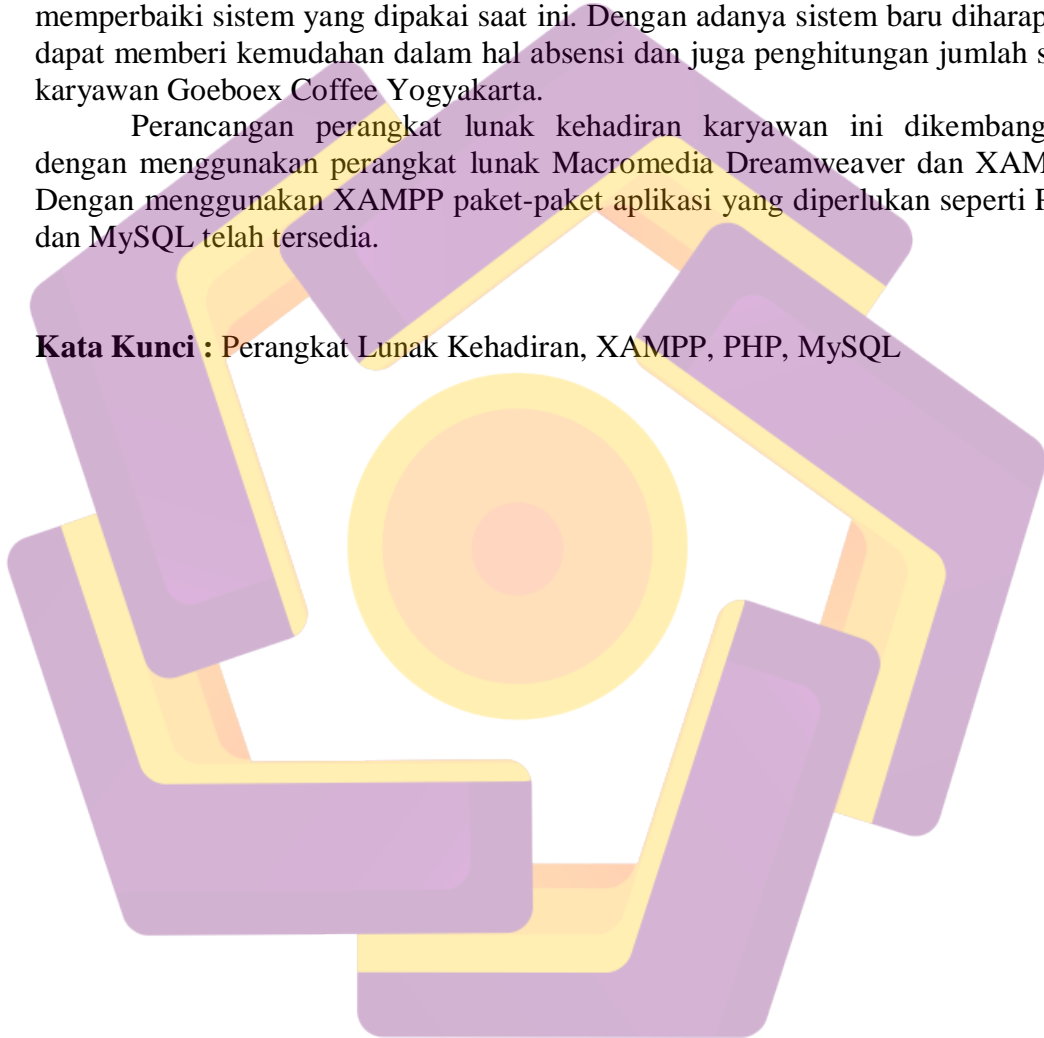 memperbaiki sistem yang dipakai saat ini. Dengan adanya sistem baru
dapat memberi kemudahan dalam hal absensi dan juga penghitungan jumlah
karyawan Goeboex Coffee Yogyakarta.
Perancangan perangkat lunak kehadiran karyawan ini
dengan menggunakan perangkat lunak Macromedia Dreamweaver dan
Dengan menggunakan XAMPP paket-paket aplikasi yang diperlukan seperti
dan MySQL telah tersedia.
Kata Kunci : Perangkat Lunak Kehadiran, XAMPP, PHP, MySQL